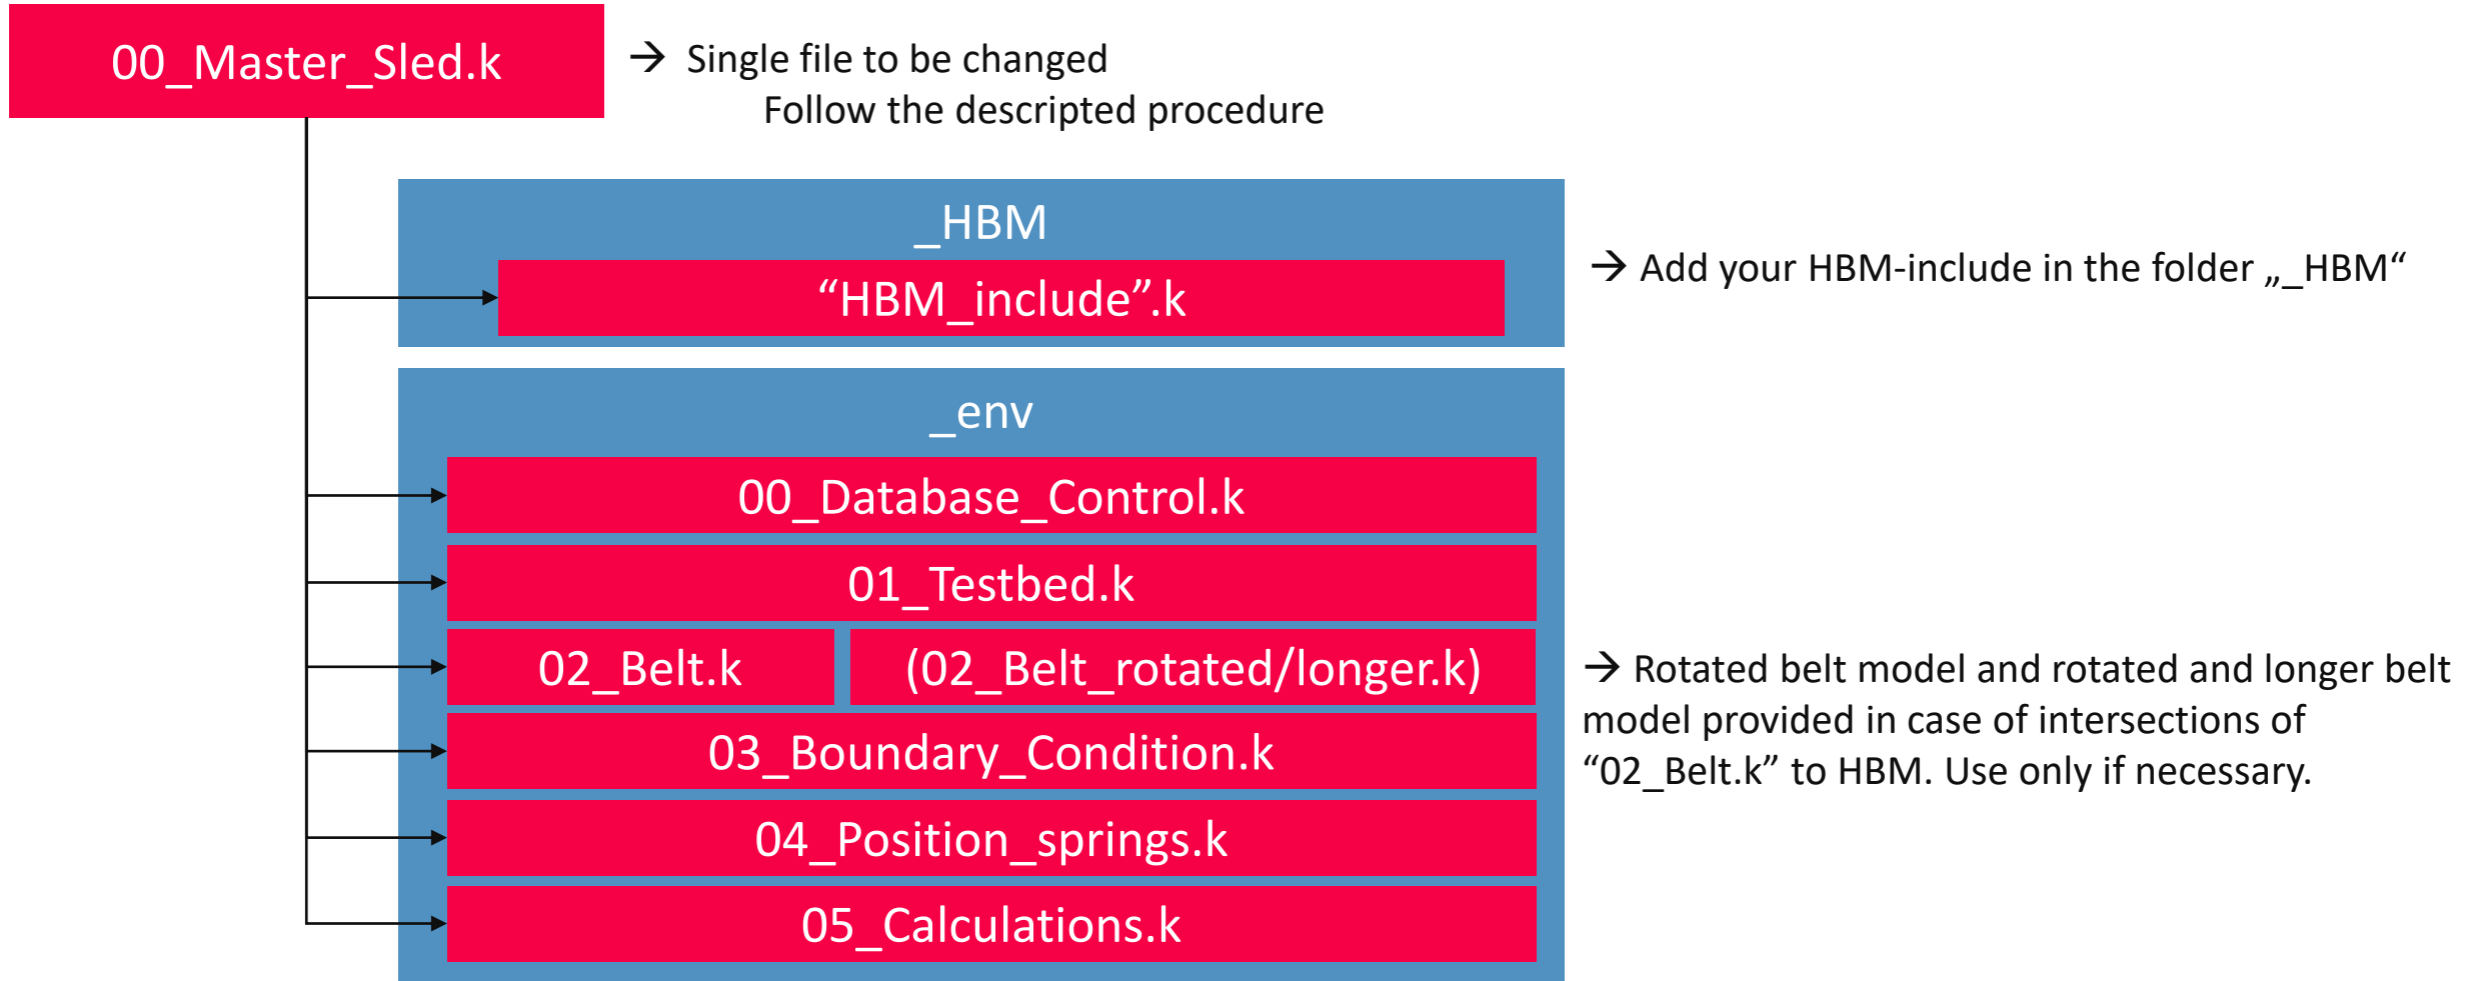 00_Master_Sled.k
→ Single file to be changed
Follow the descripted procedure
_HBM
“HBM_include”.k
→ Add your HBM-include in the folder „_HBM“
_env
00_Database_Control.k
01_Testbed.k
02_Belt.k
(02_Belt_rotated/longer.k)
→ Rotated belt model and rotated and longer belt
model provided in case of intersections of
“02_Belt.k” to HBM. Use only if necessary.
03_Boundary_Condition.k
04_Position_springs.k
05_Calculations.k